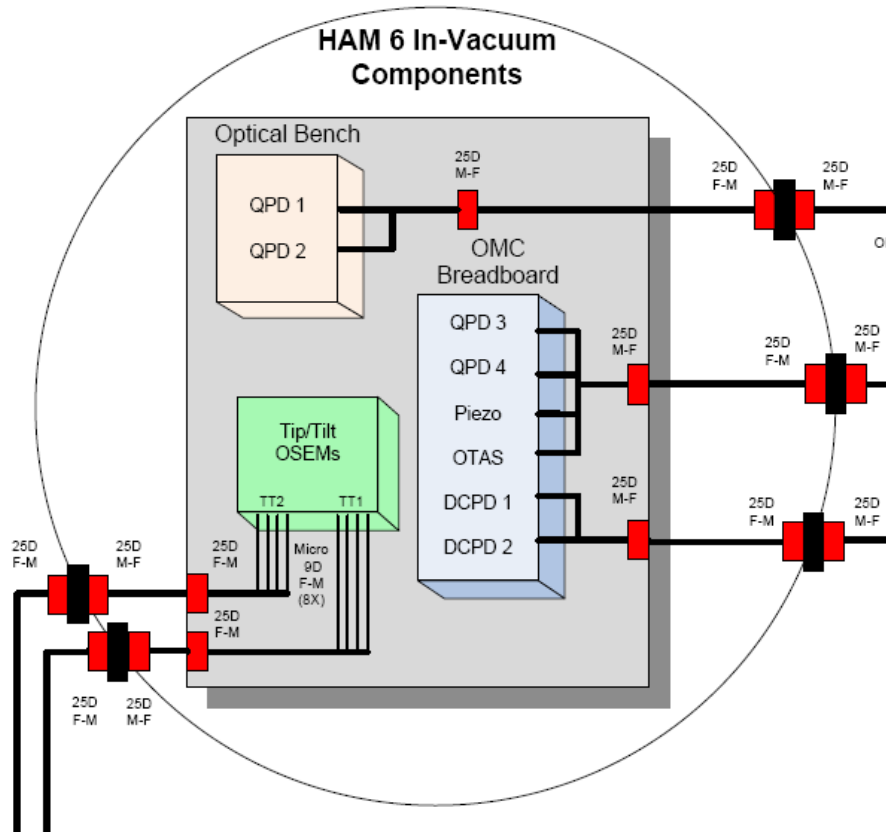 HAM 6 In-Vacuum
Components
Optical Bench
25D
M-F
25D
F-M
25D
M-F
QPD 1
QPD 2
OMC
Breadboard
QPD 3
QPD 4
Piezo
OTAS
DCPD 1
DCPD 2
25D
M-F
25D
F-M
25D
M-F
25D
M-F
25D
F-M
25D
M-F
Tip/Tilt
OSEMs
TT2
TT1
Micro
9D
F-M
(8X)
25D
F-M
25D
M-F
25D
F-M
25D
F-M
25D
F-M
25D
M-F